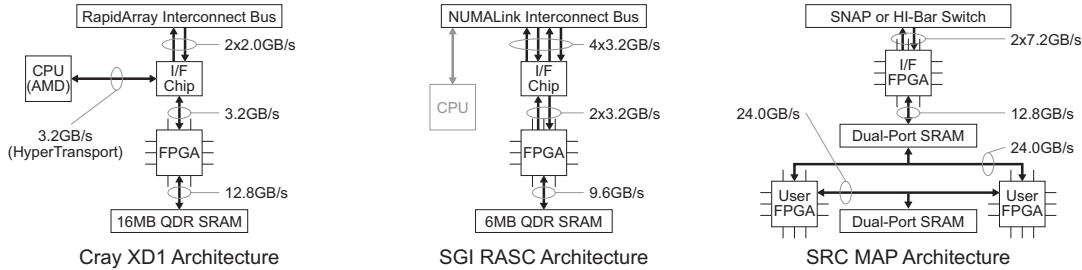 RapidArray Interconnect Bus
2x2.0GB/s
CPU
(AMD)
I/F
Chip
3.2GB/s
(HyperTransport)
3.2GB/s
FPGA
12.8GB/s
16MB QDR SRAM
Cray XD1 Architecture
NUMALink Interconnect Bus
4x3.2GB/s
I/F
Chip
CPU
2x3.2GB/s
FPGA
9.6GB/s
6MB QDR SRAM
SGI RASC Architecture
SNAP or HI-Bar Switch
2x7.2GB/s
I/F
FPGA
24.0GB/s
12.8GB/s
Dual-Port SRAM
24.0GB/s
User
FPGA
User
FPGA
Dual-Port SRAM
SRC MAP Architecture